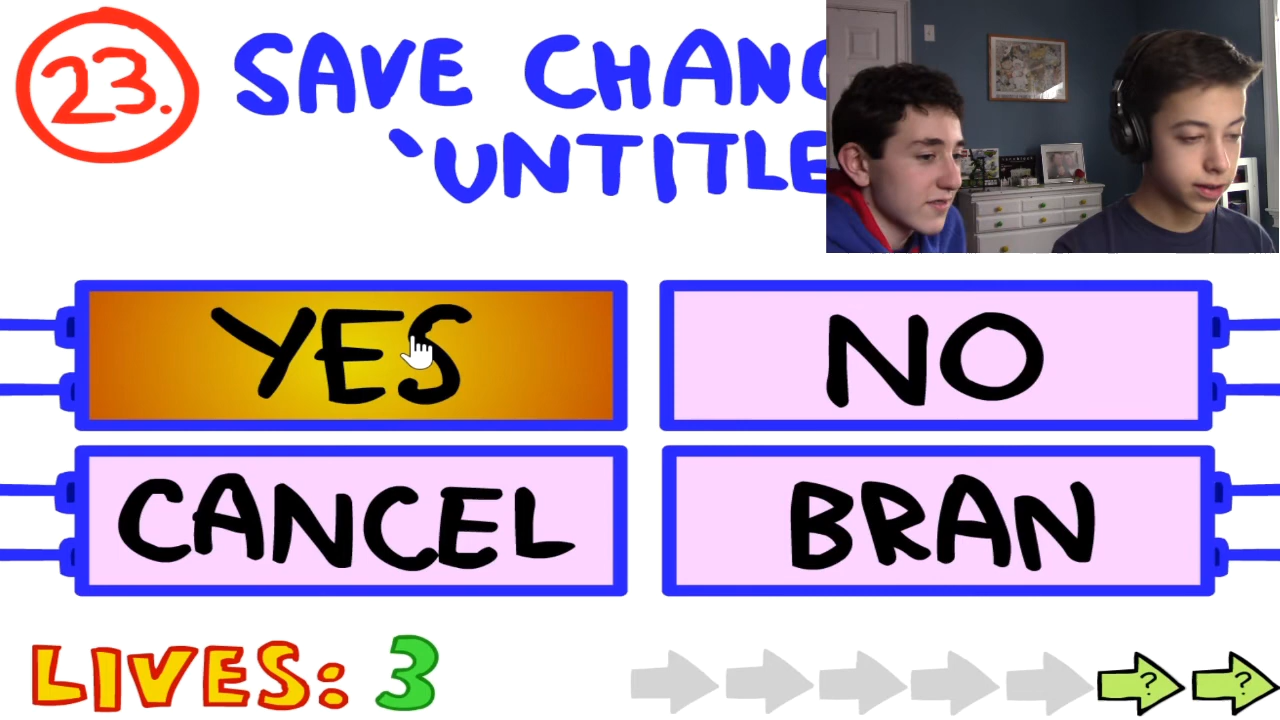 23.
SAVE CHANG
'UNTITLE
YES
NO
CANCEL
BRAN
LIVES: 3
? ?